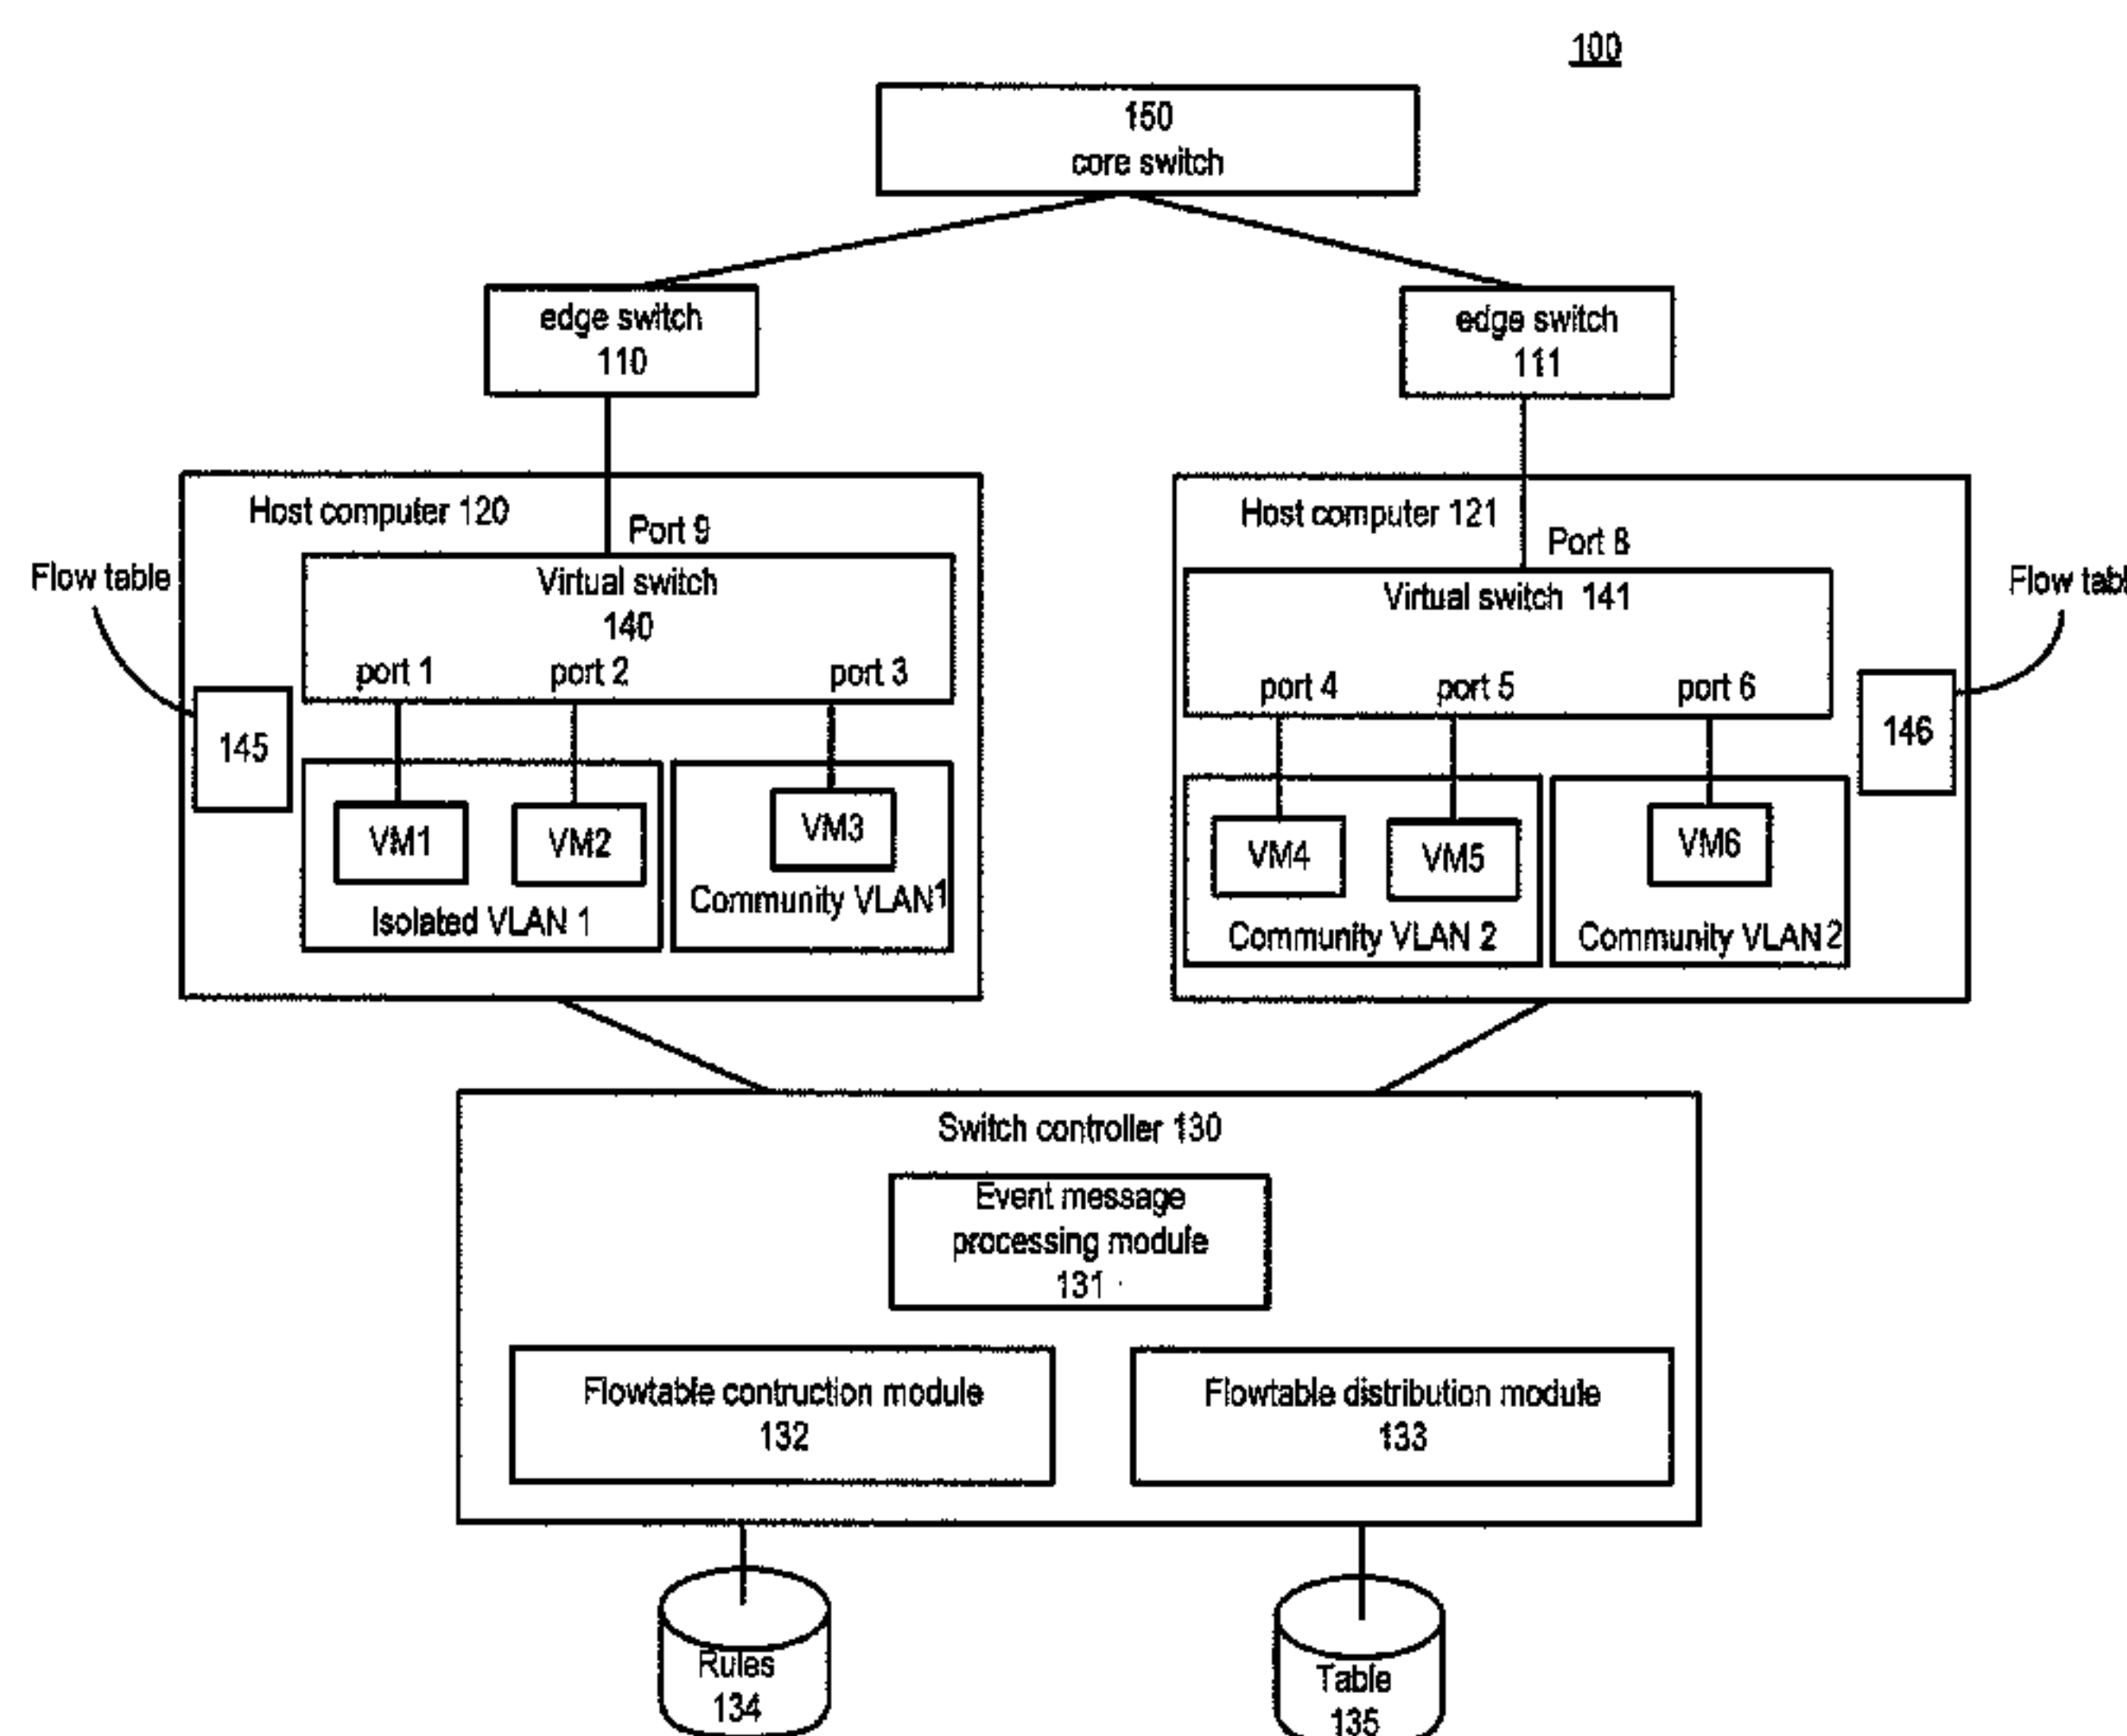 100
150
core switch
edge switch
110
edge switch
111
Host computer 120
Port 9
Host computer 121
Port 8
Flow table
Virtual switch
140
Virtual switch 141
Flow tabl
port 1
port 2
port 3
port 4
port 5
port 6
145
146
VM1
VM2
VM3
VM4
VM5
VM6
Isolated VLAN 1
Community VLAN 1
Community VLAN 2
Community VLAN 2
Switch controller 130
Event message
processing module
131
Flowtable contruction module
132
Flowtable distribution module
133
Rules
134
Table
135